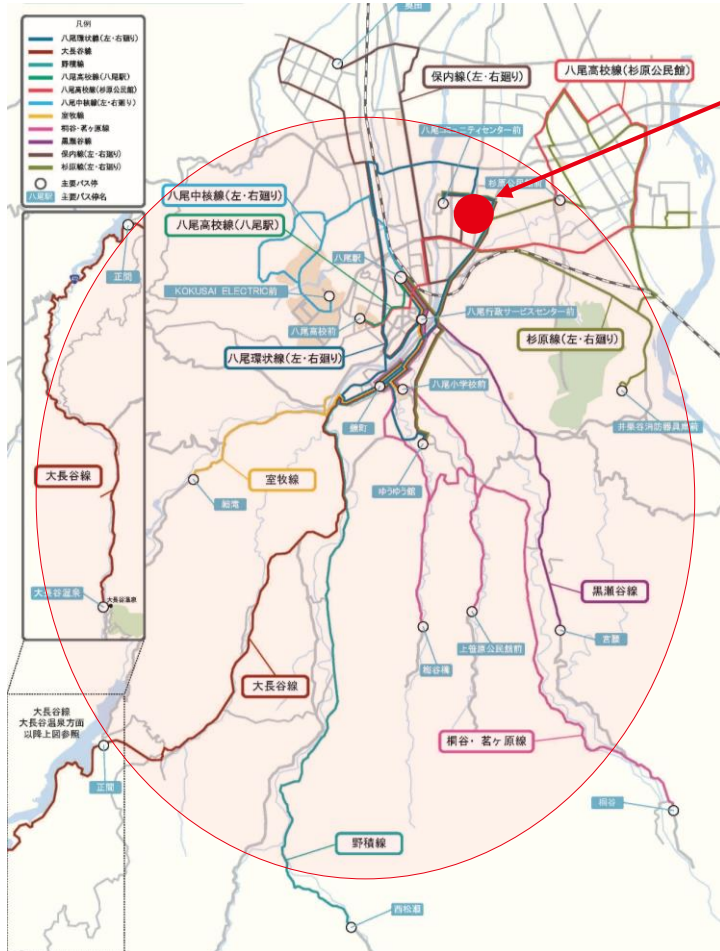 凡例
八尾環状線(左・右廻り)
大長谷線
野積線
八尾高校線(八尾駅)
八尾高校線(杉原公民館)
八尾中核線(左・右廻り)
室牧線
桐谷・茗ケ原線
黒瀬谷線
保内線(左・右廻り)
杉原線(左・右廻り)
主要バス停
八尾駅
主要バス停名
保内線(左・右廻り)
八尾高校線(杉原公民館)
八尾コミュニティセンター前
杉原公民館前
八尾中核線(左・右廻り)
八尾高校線(八尾駅)
八尾駅
正間
KOKUSAI ELECTRIC前
八尾行政サービスセンター前
八尾高校前
杉原線(左・右廻り)
八尾環状線(左・右廻り)
八尾小学校前
鏡町
井栗谷消防器具庫前
大長谷線
室牧線
ゆうゆう館
大長谷温泉
大長谷温泉
黒瀬谷線
上笹原公民館前
大長谷線
大長谷線
大長谷温泉方面
以降上図参照
桐谷・茗ケ原線
正間
桐谷
野積線
西松瀬